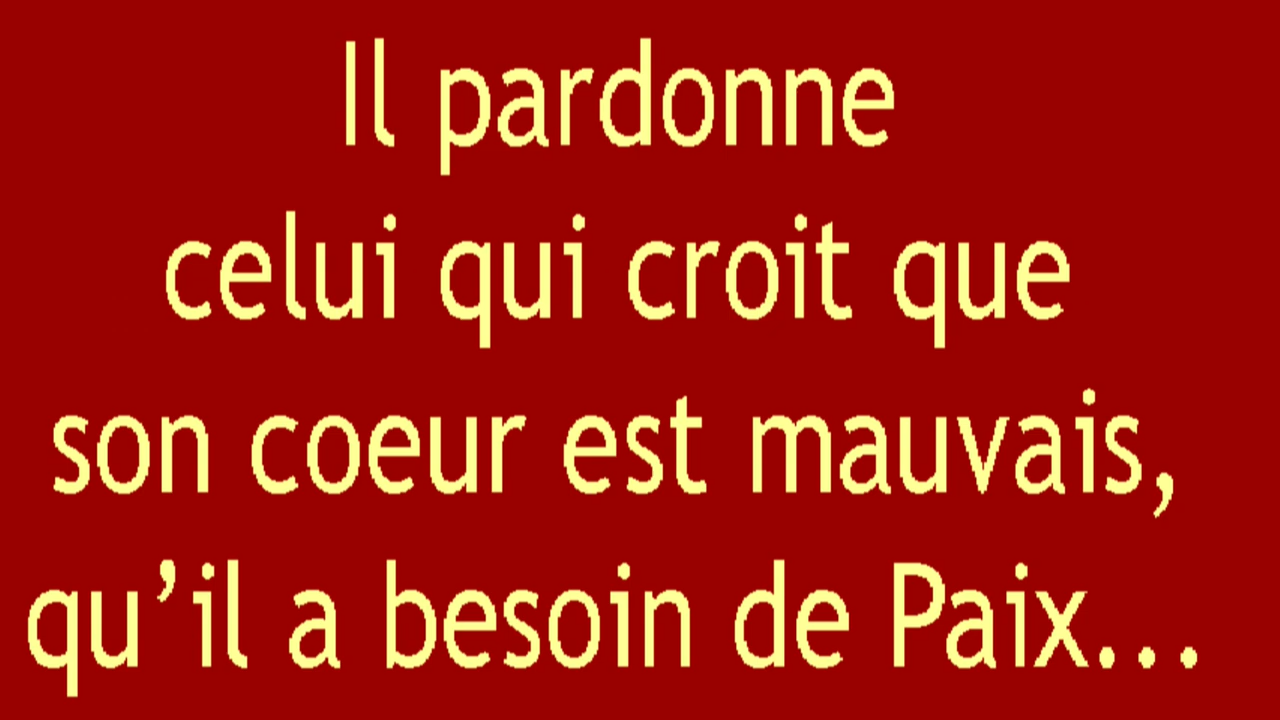 Il pardonne
celui qui croit que
son coeur est mauvais,
qu’il a besoin de Paix...